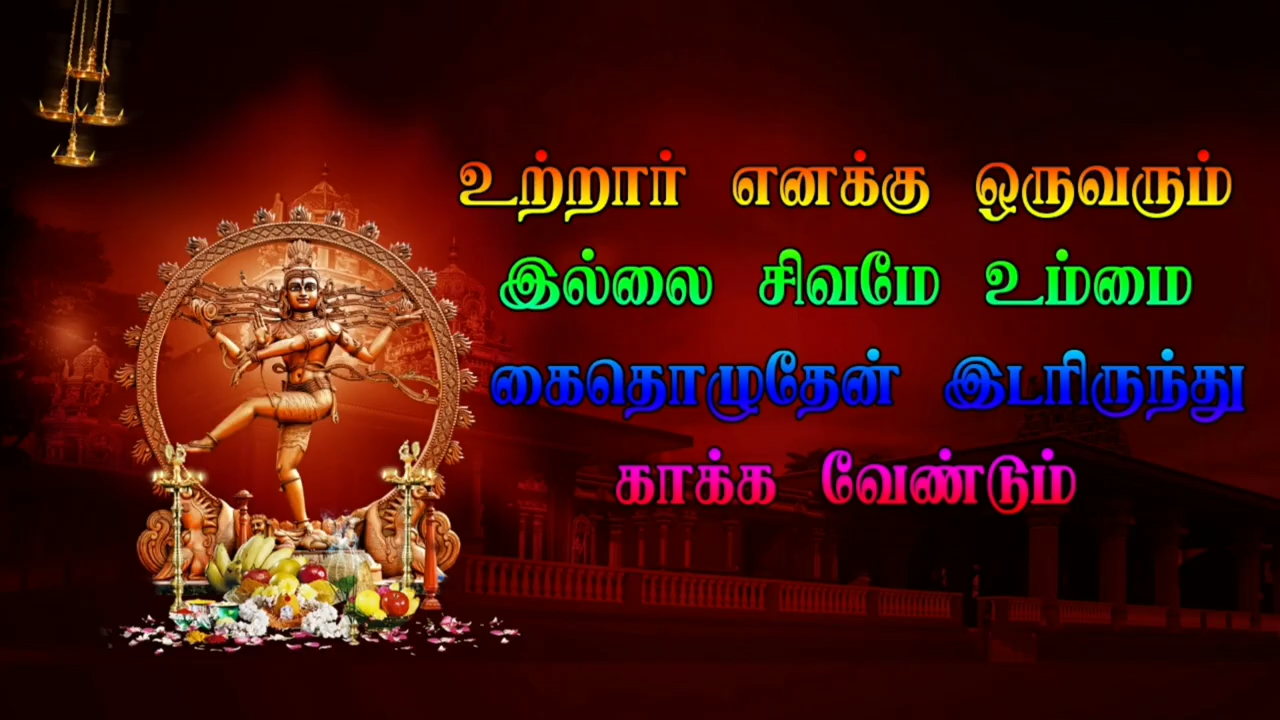 உற்றார் எனக்கு ஒருவரும்
இல்லை சிவமே உம்மை
கைதொழுதேன் இடரிருந்து
காக்க வேண்டும்